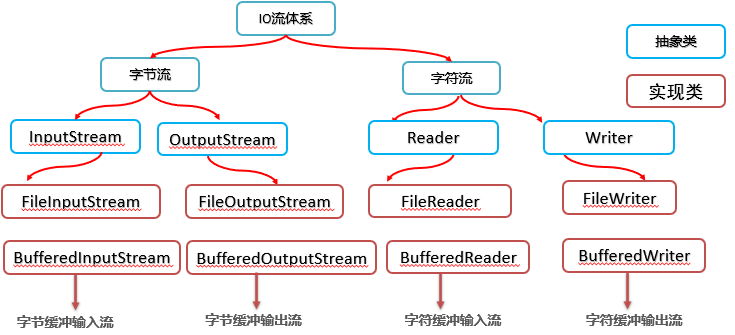 IO流体系
抽象类
字节流
字符流
实现类
InputStream
OutputStream
Reader
Writer
FileInputStream
FileOutputStream
FileReader
FileWriter
BufferedInputStream
BufferedOutputStream
BufferedReader
BufferedWriter
字节缓冲输入流
字节缓冲输出流
字符缓冲输入流
字符缓冲输出流